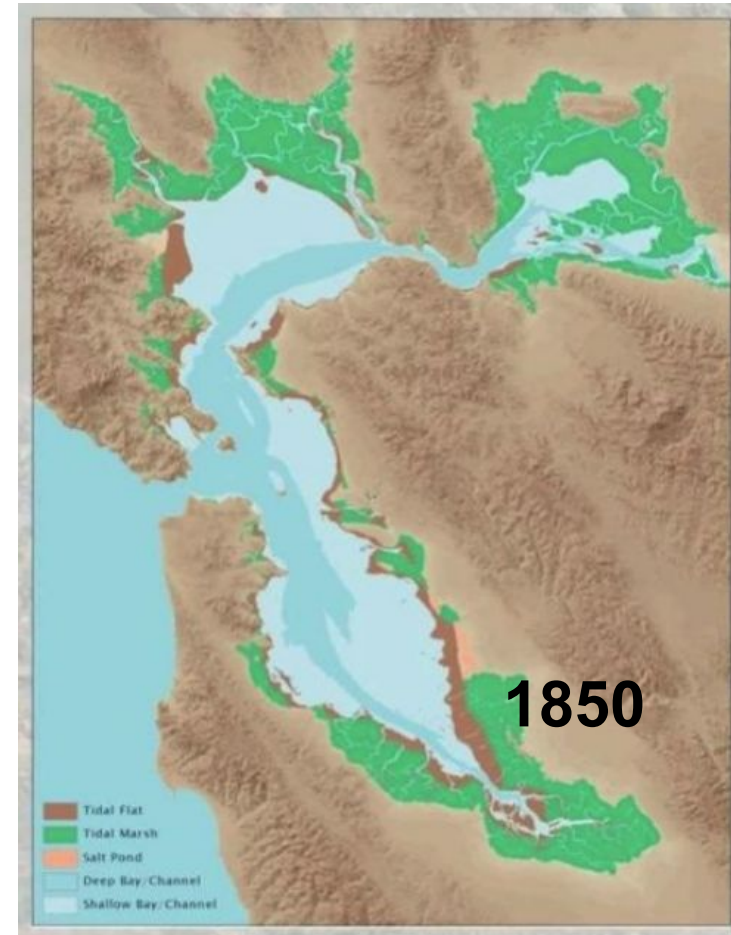 1850
Tidal Flat
Tidal Marsh
Salt Pond
Deep Bay/Channel
Shallow Bay/Channel